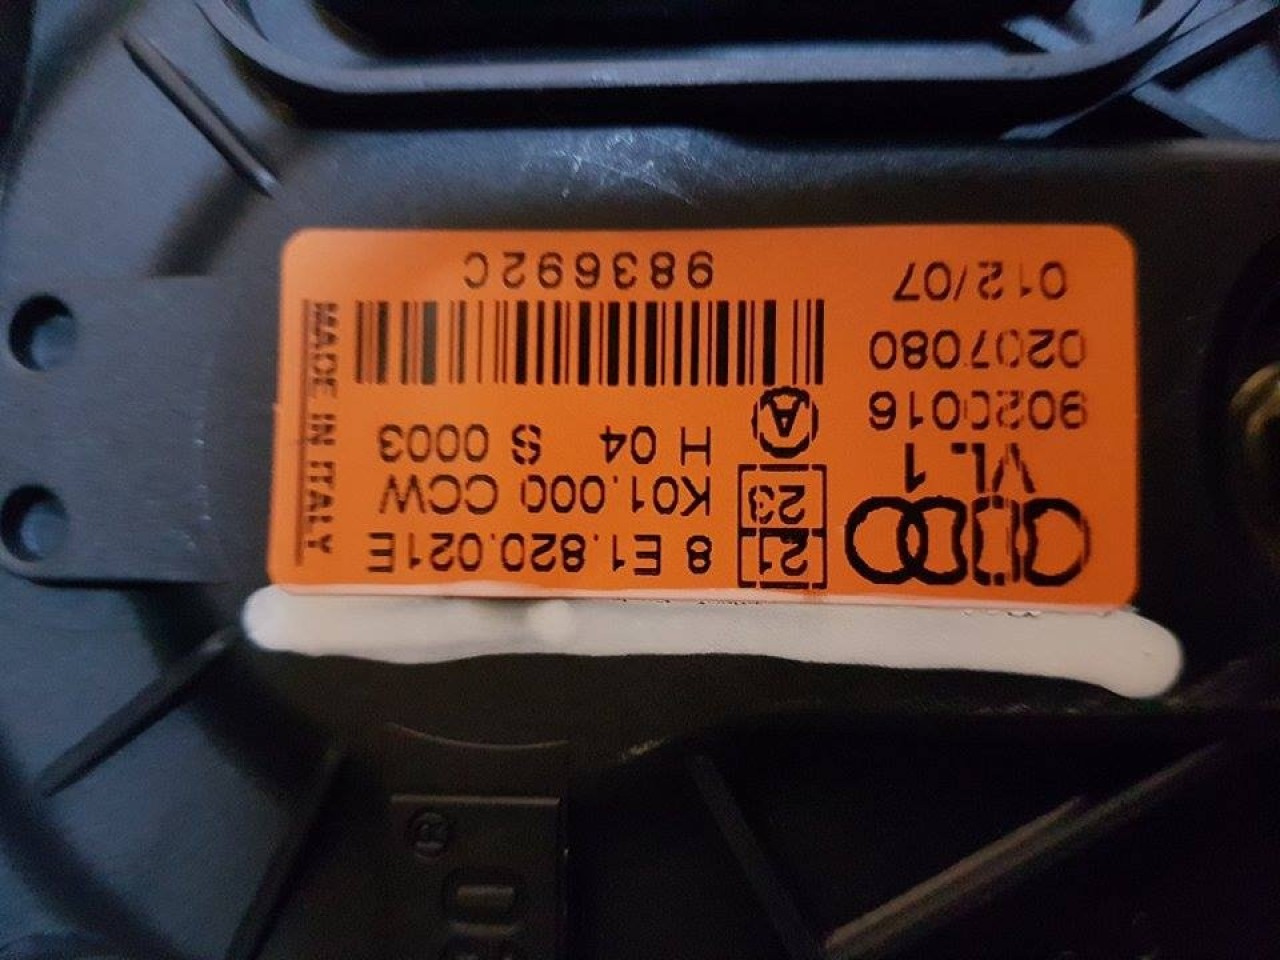 21
8 E1.820.021E
VL.1
23
K01.000 CCW
9020016
A
H 04 S 0003
0207080
012/07
983692C
MADE IN ITALY
®